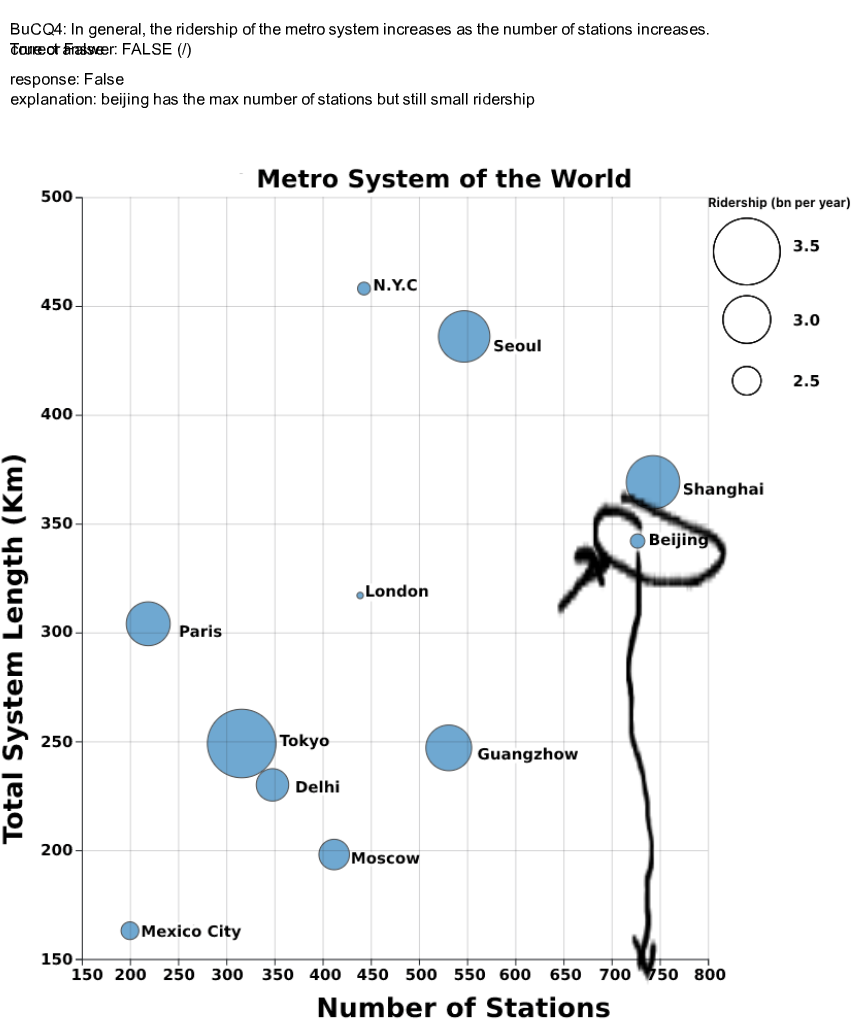 BuCQ4: In general, the ridership of the metro system increases as the number of stations increases.
True or False
correct answer: FALSE (/)
response: False
explanation: beijing has the max number of stations but still small ridership
Metro System of the World
Ridership (bn per year)
3.5
3.0
2.5
500
450
400
350
300
250
200
150
Total System Length (Km)
N.Y.C
Seoul
Shanghai
Beijing
London
Paris
Tokyo
Guangzhow
Delhi
Moscow
Mexico City
150 200 250 300 350 400 450 500 550 600 650 700 750 800
Number of Stations